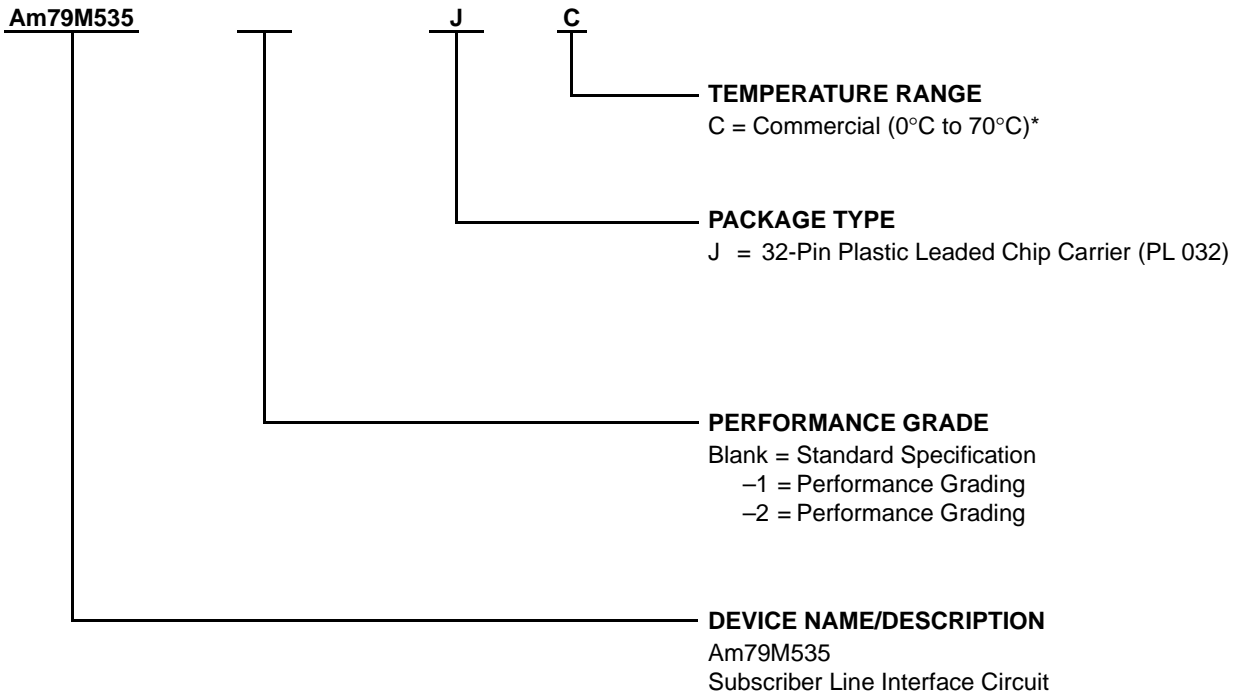 Am79M535 J C
TEMPERATURE RANGE
C = Commercial (0°C to 70°C)*
PACKAGE TYPE
J = 32-Pin Plastic Leaded Chip Carrier (PL 032)
PERFORMANCE GRADE
Blank = Standard Specification
–1 = Performance Grading
–2 = Performance Grading
DEVICE NAME/DESCRIPTION
Am79M535
Subscriber Line Interface Circuit